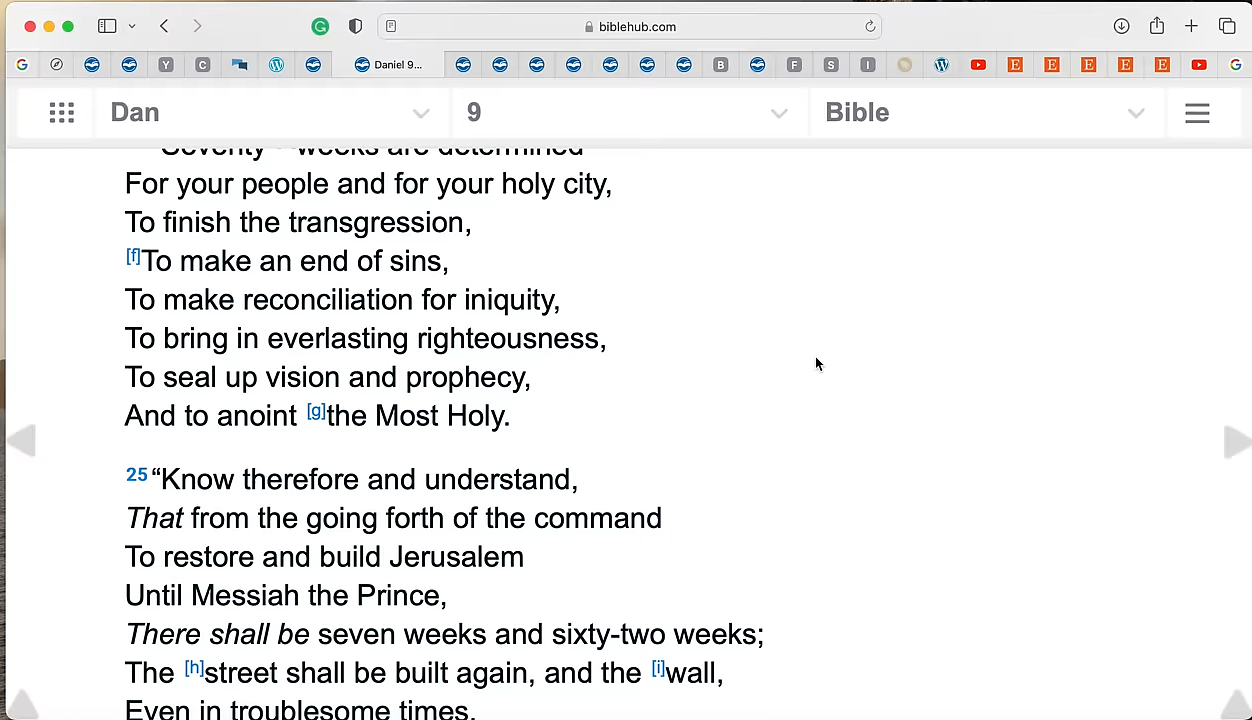 biblehub.com
Y C Daniel 9... B F S I E E E E E
Dan 9 Bible
Seventy weeks are determined
For your people and for your holy city,
To finish the transgression,
[f]To make an end of sins,
To make reconciliation for iniquity,
To bring in everlasting righteousness,
To seal up vision and prophecy,
And to anoint [g]the Most Holy.
25 “Know therefore and understand,
That from the going forth of the command
To restore and build Jerusalem
Until Messiah the Prince,
There shall be seven weeks and sixty-two weeks;
The [h]street shall be built again, and the [i]wall,
Even in troublesome times.